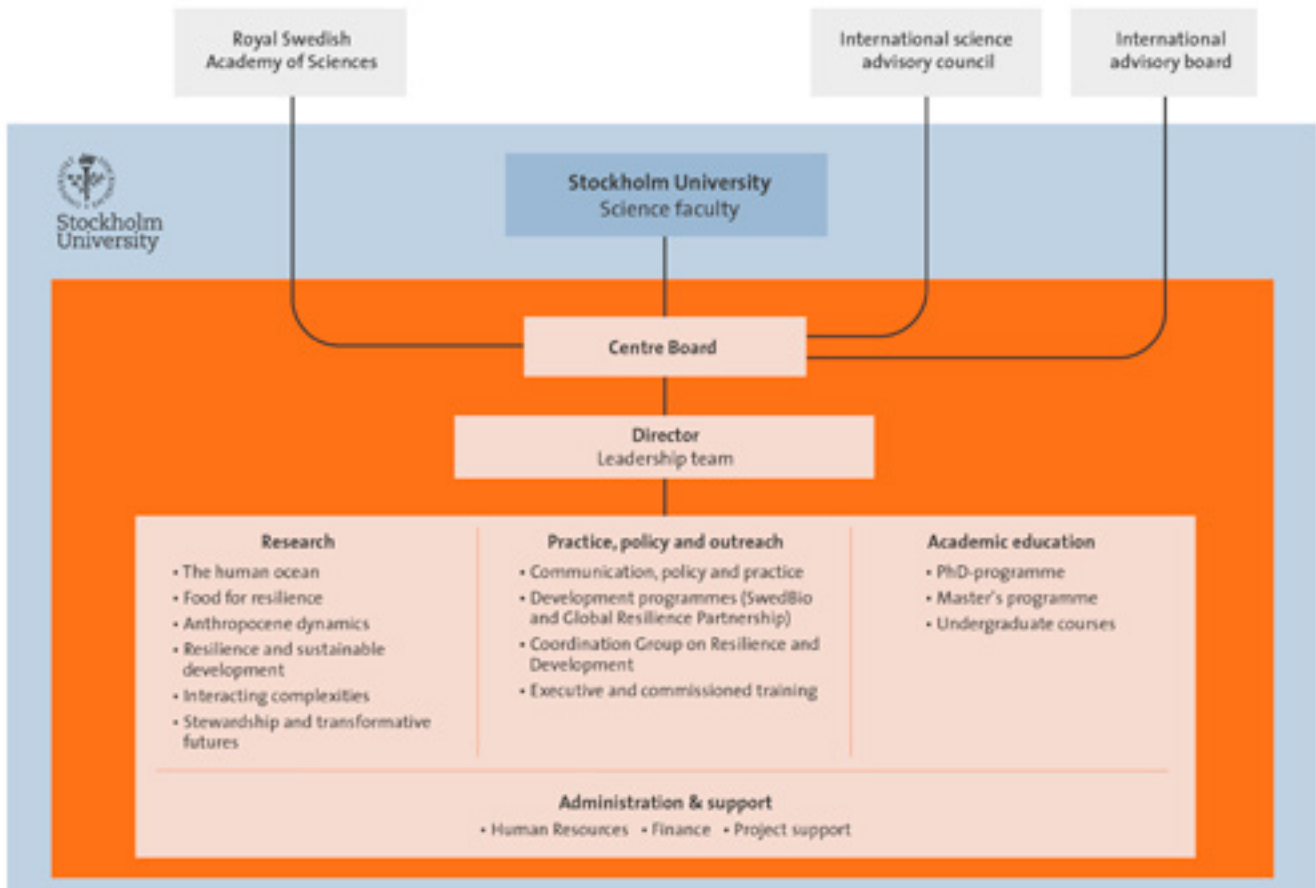 Royal Swedish
Academy of Sciences
International science
advisory council
International
advisory board
Stockholm
University
Stockholm University
Science faculty
Centre Board
Director
Leadership team
Research
• The human ocean
• Food for resilience
• Anthropocene dynamics
• Resilience and sustainable
development
• Interacting complexities
• Stewardship and transformative
futures
Practice, policy and outreach
• Communication, policy and practice
• Development programmes (SwedBio
and Global Resilience Partnership)
• Coordination Group on Resilience and
Development
• Executive and commissioned training
Academic education
• PhD-programme
• Master's programme
• Undergraduate courses
Administration & support
• Human Resources • Finance • Project support